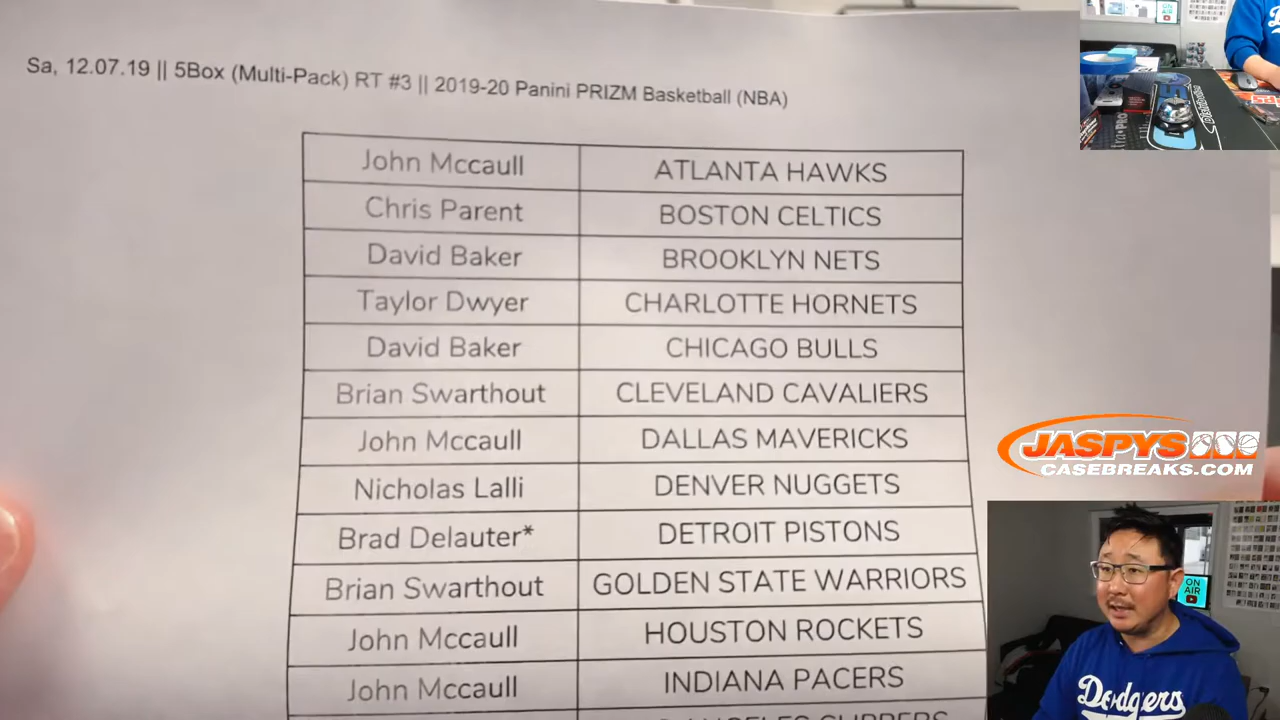 Sa, 12.07.19 || 5Box (Multi-Pack) RT #3 || 2019-20 Panini PRIZM Basketball (NBA)
John Mccaull ATLANTA HAWKS
Chris Parent BOSTON CELTICS
David Baker BROOKLYN NETS
Taylor Dwyer CHARLOTTE HORNETS
David Baker CHICAGO BULLS
Brian Swarthout CLEVELAND CAVALIERS
John Mccaull DALLAS MAVERICKS
Nicholas Lalli DENVER NUGGETS
Brad Delauter* DETROIT PISTONS
Brian Swarthout GOLDEN STATE WARRIORS
John Mccaull HOUSTON ROCKETS
John Mccaull INDIANA PACERS
JASPYS
CASEBREAKS.COM
ON
AIR
Dodgers